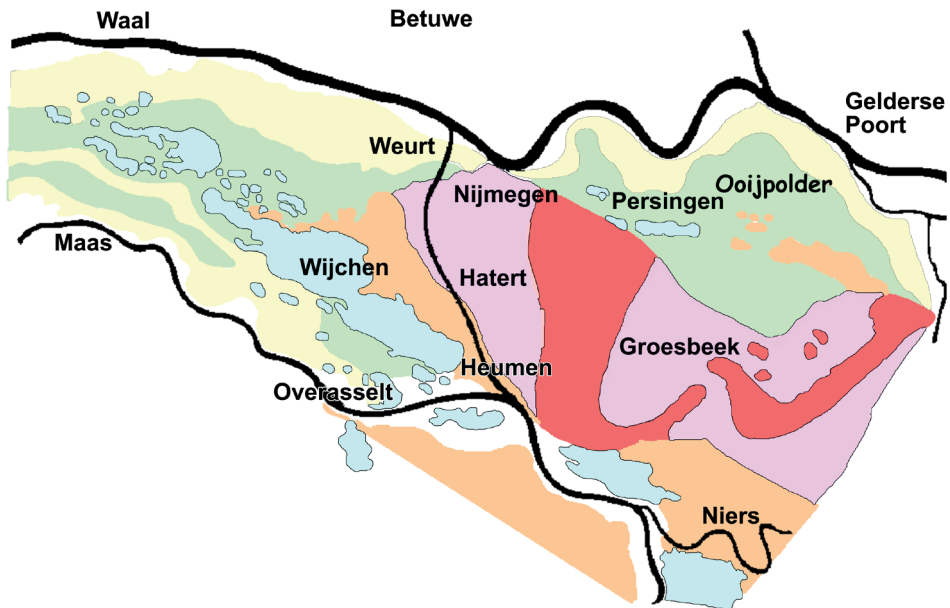 Waal
Betuwe
Gelderse
Poort
Weurt
Nijmegen
Persingen
Ooijpolder
Maas
Wijchen
Hatert
Groesbeek
Heumen
Overasselt
Niers